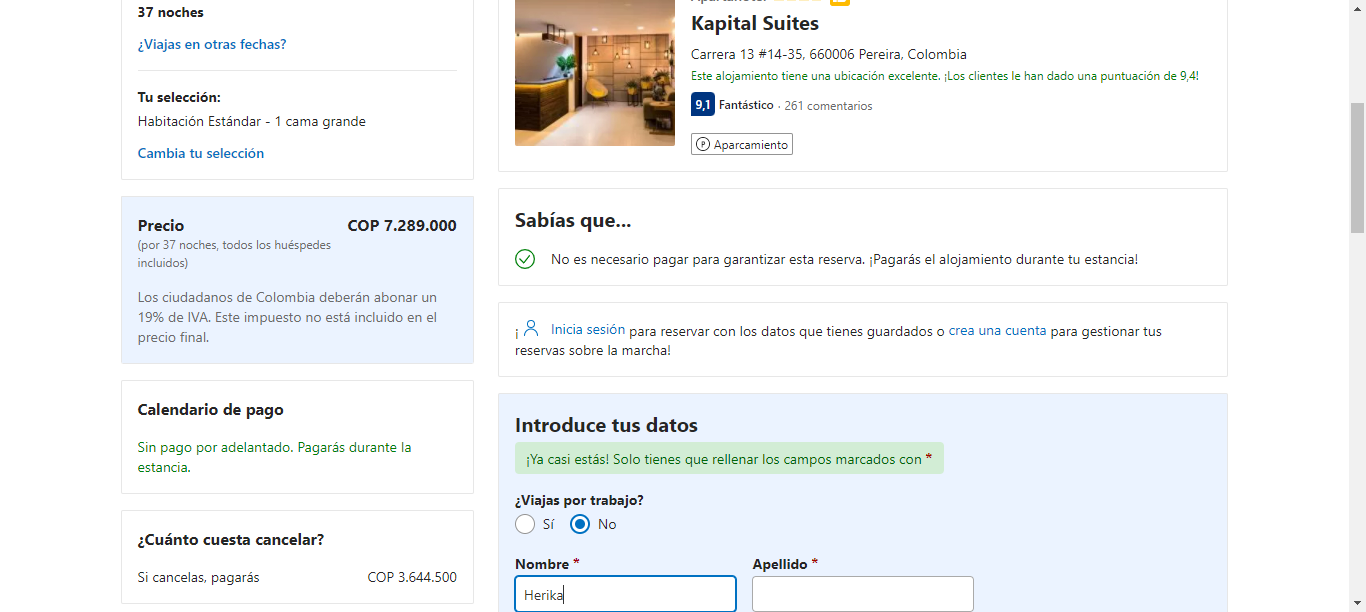 37 noches
¿Viajas en otras fechas?
Tu selección:
Habitación Estándar - 1 cama grande
Cambia tu selección
Precio COP 7.289.000
(por 37 noches, todos los huéspedes
incluidos)
Los ciudadanos de Colombia deberán abonar un
19% de IVA. Este impuesto no está incluido en el
precio final.
Calendario de pago
Sin pago por adelantado. Pagarás durante la
estancia.
¿Cuánto cuesta cancelar?
Si cancelas, pagarás COP 3.644.500
Kapital Suites
Carrera 13 #14-35, 660006 Pereira, Colombia
Este alojamiento tiene una ubicación excelente. ¡Los clientes le han dado una puntuación de 9,4!
9,1 Fantástico · 261 comentarios
P Aparcamiento
Sabías que...
No es necesario pagar para garantizar esta reserva. ¡Pagarás el alojamiento durante tu estancia!
¡ Inicia sesión para reservar con los datos que tienes guardados o crea una cuenta para gestionar tus
reservas sobre la marcha!
Introduce tus datos
¡Ya casi estás! Solo tienes que rellenar los campos marcados con *
¿Viajas por trabajo?
Sí No
Nombre * Apellido *
Herika